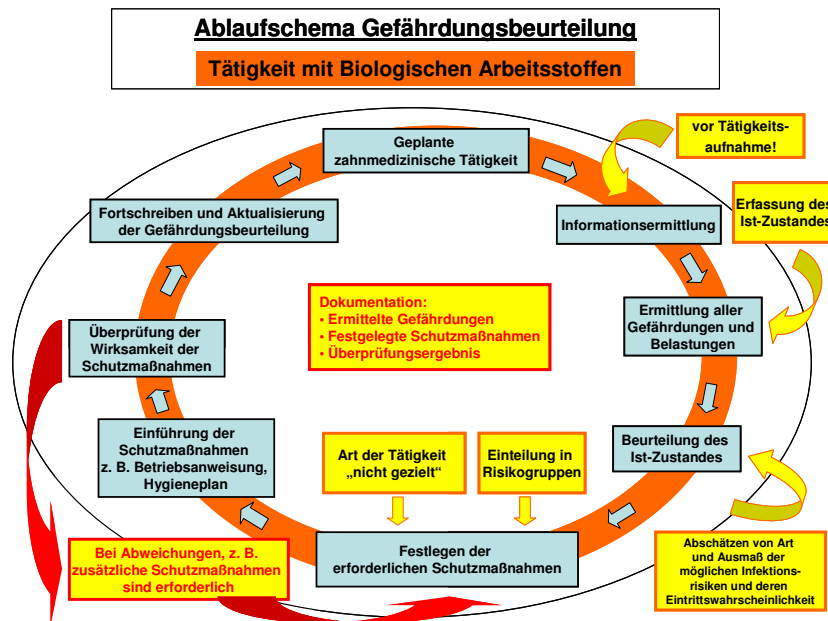 Ablaufschema Gefährdungsbeurteilung
Tätigkeit mit Biologischen Arbeitsstoffen
vor Tätigkeits-
aufnahme!
Geplante
zahnmedizinische Tätigkeit
Informationsermittlung
Erfassung des
Ist-Zustandes
Fortschreiben und Aktualisierung
der Gefährdungsbeurteilung
Dokumentation:
• Ermittelte Gefährdungen
• Festgelegte Schutzmaßnahmen
• Überprüfungsergebnis
Ermittlung aller
Gefährdungen und
Belastungen
Überprüfung der
Wirksamkeit der
Schutzmaßnahmen
Einführung der
Schutzmaßnahmen
z. B. Betriebsanweisung,
Hygieneplan
Art der Tätigkeit
„nicht gezielt“
Einteilung in
Risikogruppen
Beurteilung des
Ist-Zustandes
Bei Abweichungen, z. B.
zusätzliche Schutzmaßnahmen
sind erforderlich
Festlegen der
erforderlichen Schutzmaßnahmen
Abschätzen von Art
und Ausmaß der
möglichen Infektions-
risiken und deren
Eintrittswahrscheinlichkeit